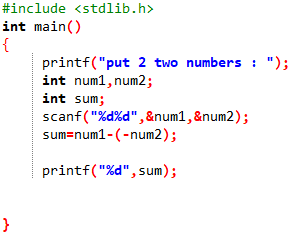 #include <stdlib.h>
int main()
{
printf("put 2 two numbers : ");
int num1,num2;
int sum;
scanf("%d%d",&num1,&num2);
sum=num1-(-num2);
printf("%d",sum);
}